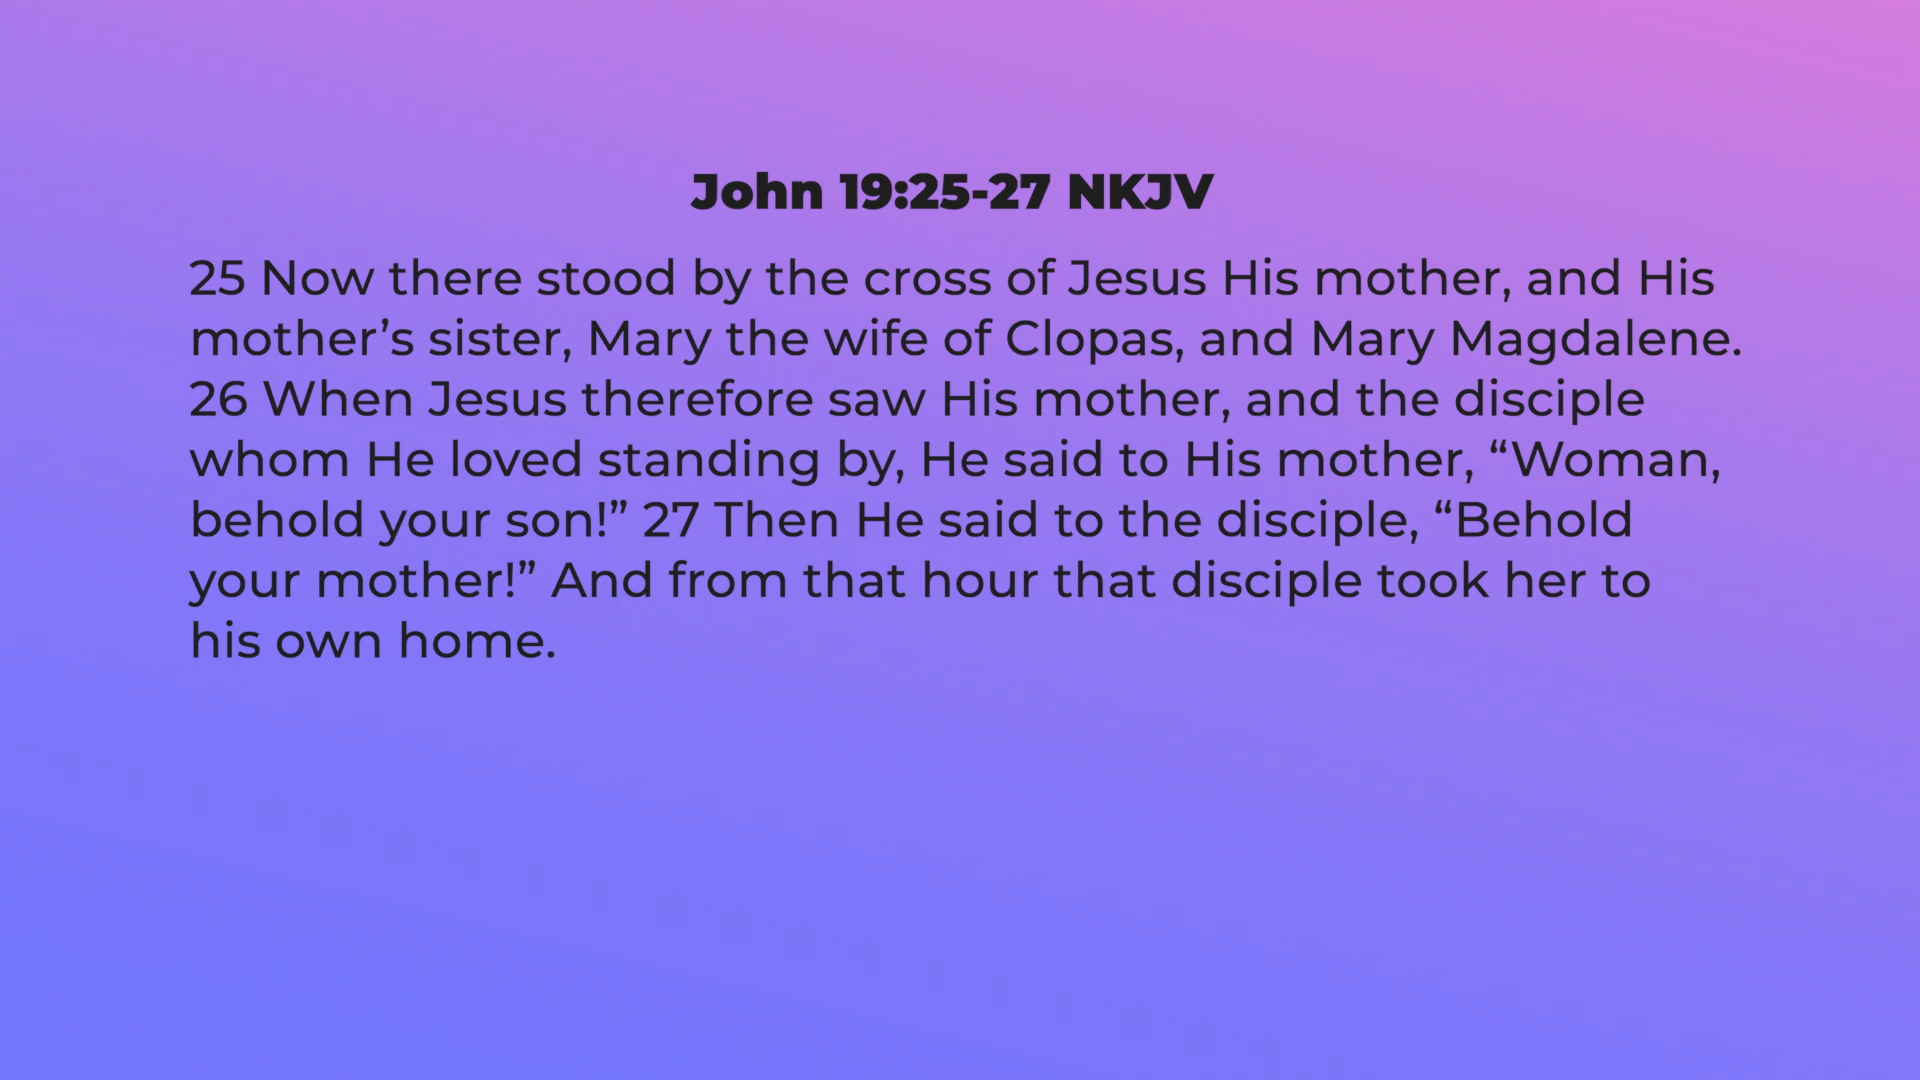 John 19:25-27 NKJV
25 Now there stood by the cross of Jesus His mother, and His
mother’s sister, Mary the wife of Clopas, and Mary Magdalene.
26 When Jesus therefore saw His mother, and the disciple
whom He loved standing by, He said to His mother, “Woman,
behold your son!” 27 Then He said to the disciple, “Behold
your mother!” And from that hour that disciple took her to
his own home.